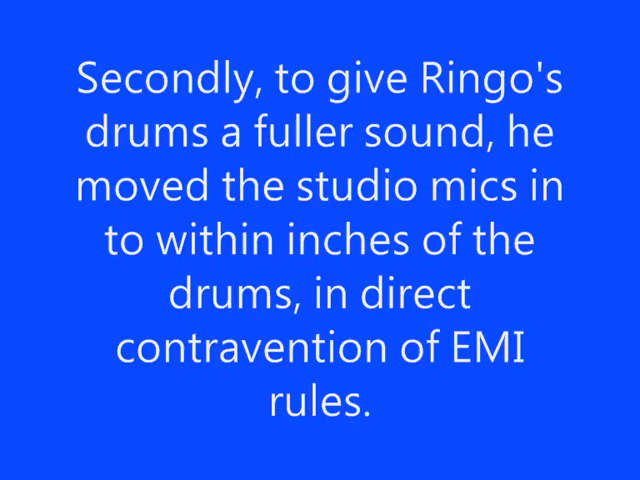 Secondly, to give Ringo's
drums a fuller sound, he
moved the studio mics in
to within inches of the
drums, in direct
contravention of EMI
rules.